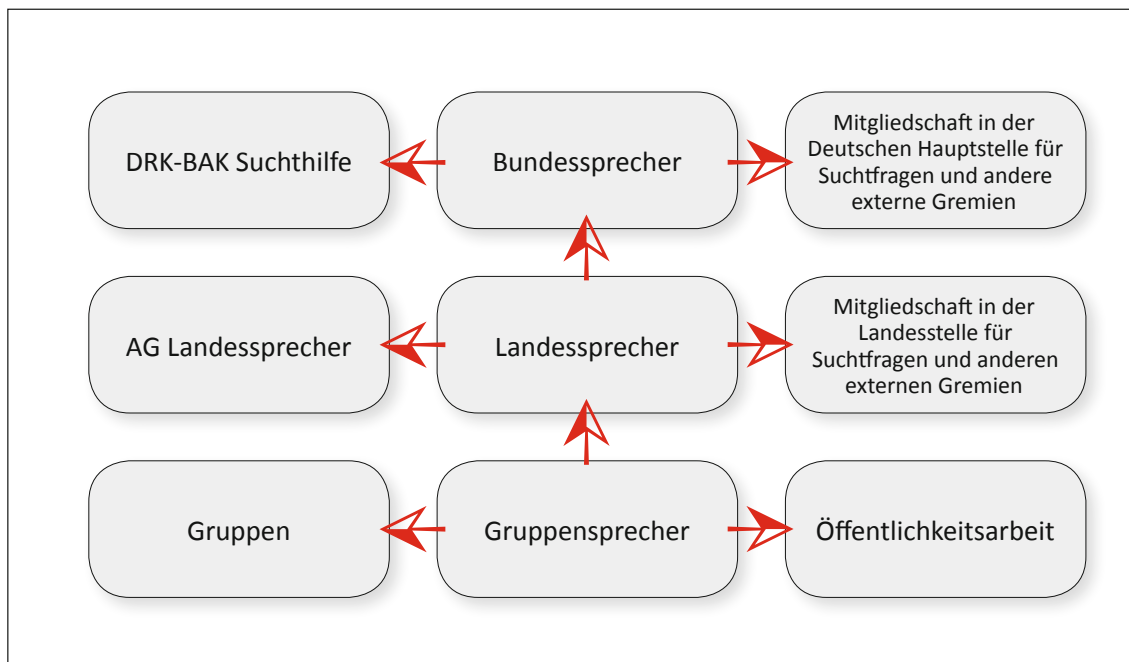 DRK-BAK Suchthilfe
Bundessprecher
Mitgliedschaft in der
Deutschen Hauptstelle für
Suchtfragen und andere
externe Gremien
AG Landessprecher
Landessprecher
Mitgliedschaft in der
Landesstelle für
Suchtfragen und anderen
externen Gremien
Gruppen
Gruppensprecher
Öffentlichkeitsarbeit